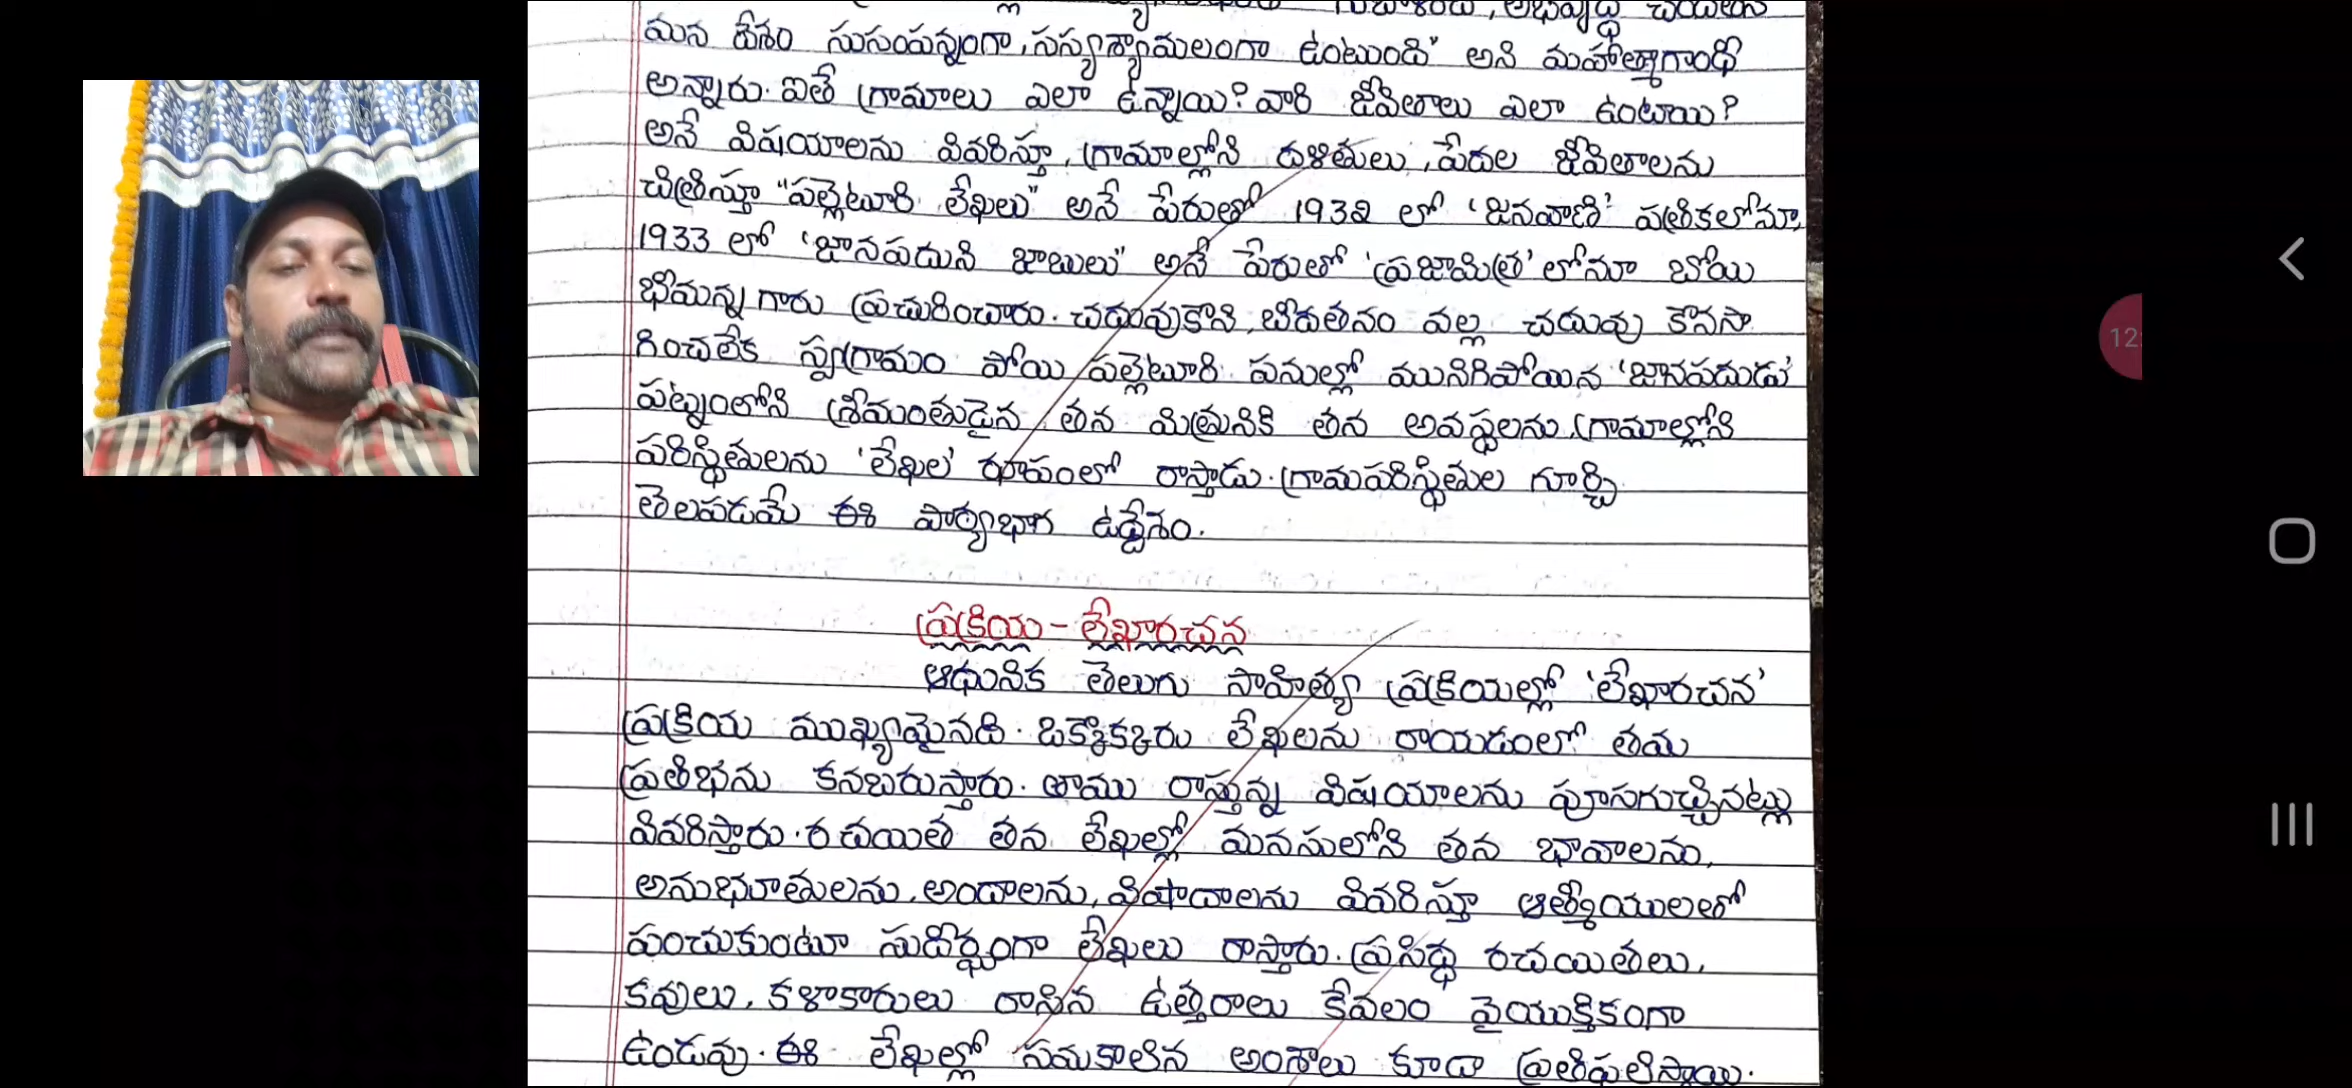 మన దేశం సుసంపన్నంగా, సస్యశ్యామలంగా ఉంటుంది" అని మహాత్మాగాంధీ
అన్నారు. ఐతే గ్రామాలు ఎలా ఉన్నాయి? వారి జీవితాలు ఎలా ఉంటాయి?
అనే విషయాలను వివరిస్తూ, గ్రామాల్లోని దళితులు, పేదల జీవితాలను
చిత్రిస్తూ "పల్లెటూరి లేఖలు" అనే పేరుతో 1932 లో 'జనవాణి' పత్రికలోనూ,
1933 లో 'జానపదుని జాబులు" అనే పేరుతో 'ప్రజామిత్ర' లోనూ బోయి
భీమన్న గారు ప్రచురించారు. చదువుకొని, బీదతనం వల్ల చదువు కొనసా
గించలేక స్వగ్రామం పోయి పల్లెటూరి పనుల్లో మునిగిపోయిన 'జానపదుడు'
పట్నంలోని శ్రీమంతుడైన తన మిత్రునికి తన అవస్థలను, గ్రామాల్లోని
పరిస్థితులను 'లేఖల' రూపంలో రాస్తాడు. గ్రామపరిస్థితుల గూర్చి
తెలపడమే ఈ పాఠ్యభాగ ఉద్దేశం.
ప్రక్రియ - లేఖారచన
ఆధునిక తెలుగు సాహిత్య ప్రక్రియల్లో 'లేఖారచన'
ప్రక్రియ ముఖ్యమైనది. ఒక్కొక్కరు లేఖలను రాయడంలో తమ
ప్రతిభను కనబరుస్తారు. తాము రాస్తున్న విషయాలను పూసగుచ్చినట్లు
వివరిస్తారు. రచయిత తన లేఖల్లో మనసులోని తన భావాలను,
అనుభూతులను, అందాలను, విషాదాలను వివరిస్తూ ఆత్మీయులతో
పంచుకుంటూ సుదీర్ఘంగా లేఖలు రాస్తారు. ప్రసిద్ధ రచయితలు,
కవులు, కళాకారులు రాసిన ఉత్తరాలు కేవలం వైయుక్తికంగా
ఉండవు. ఈ లేఖల్లో సమకాలీన అంశాలు కూడా ప్రతిఫలిస్తాయి.
12: